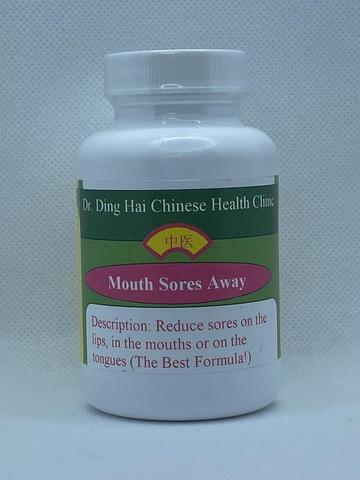 Dr. Ding Hai Chinese Health Clinic
中医
Mouth Sores Away
Description: Reduce sores on the
lips, in the mouths or on the
tongues (The Best Formula!)